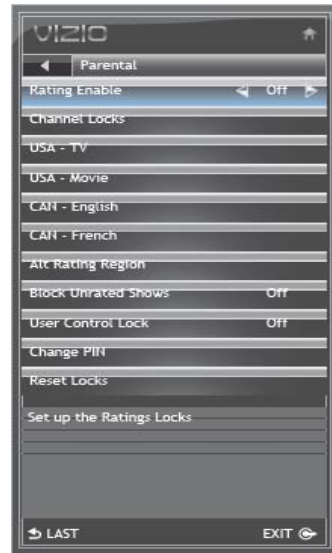 VIZIO
Parental
Rating Enable Off
Channel Locks
USA - TV
USA - Movie
CAN - English
CAN - French
Alt Rating Region
Block Unrated Shows Off
User Control Lock Off
Change PIN
Reset Locks
Set up the Ratings Locks
LAST EXIT